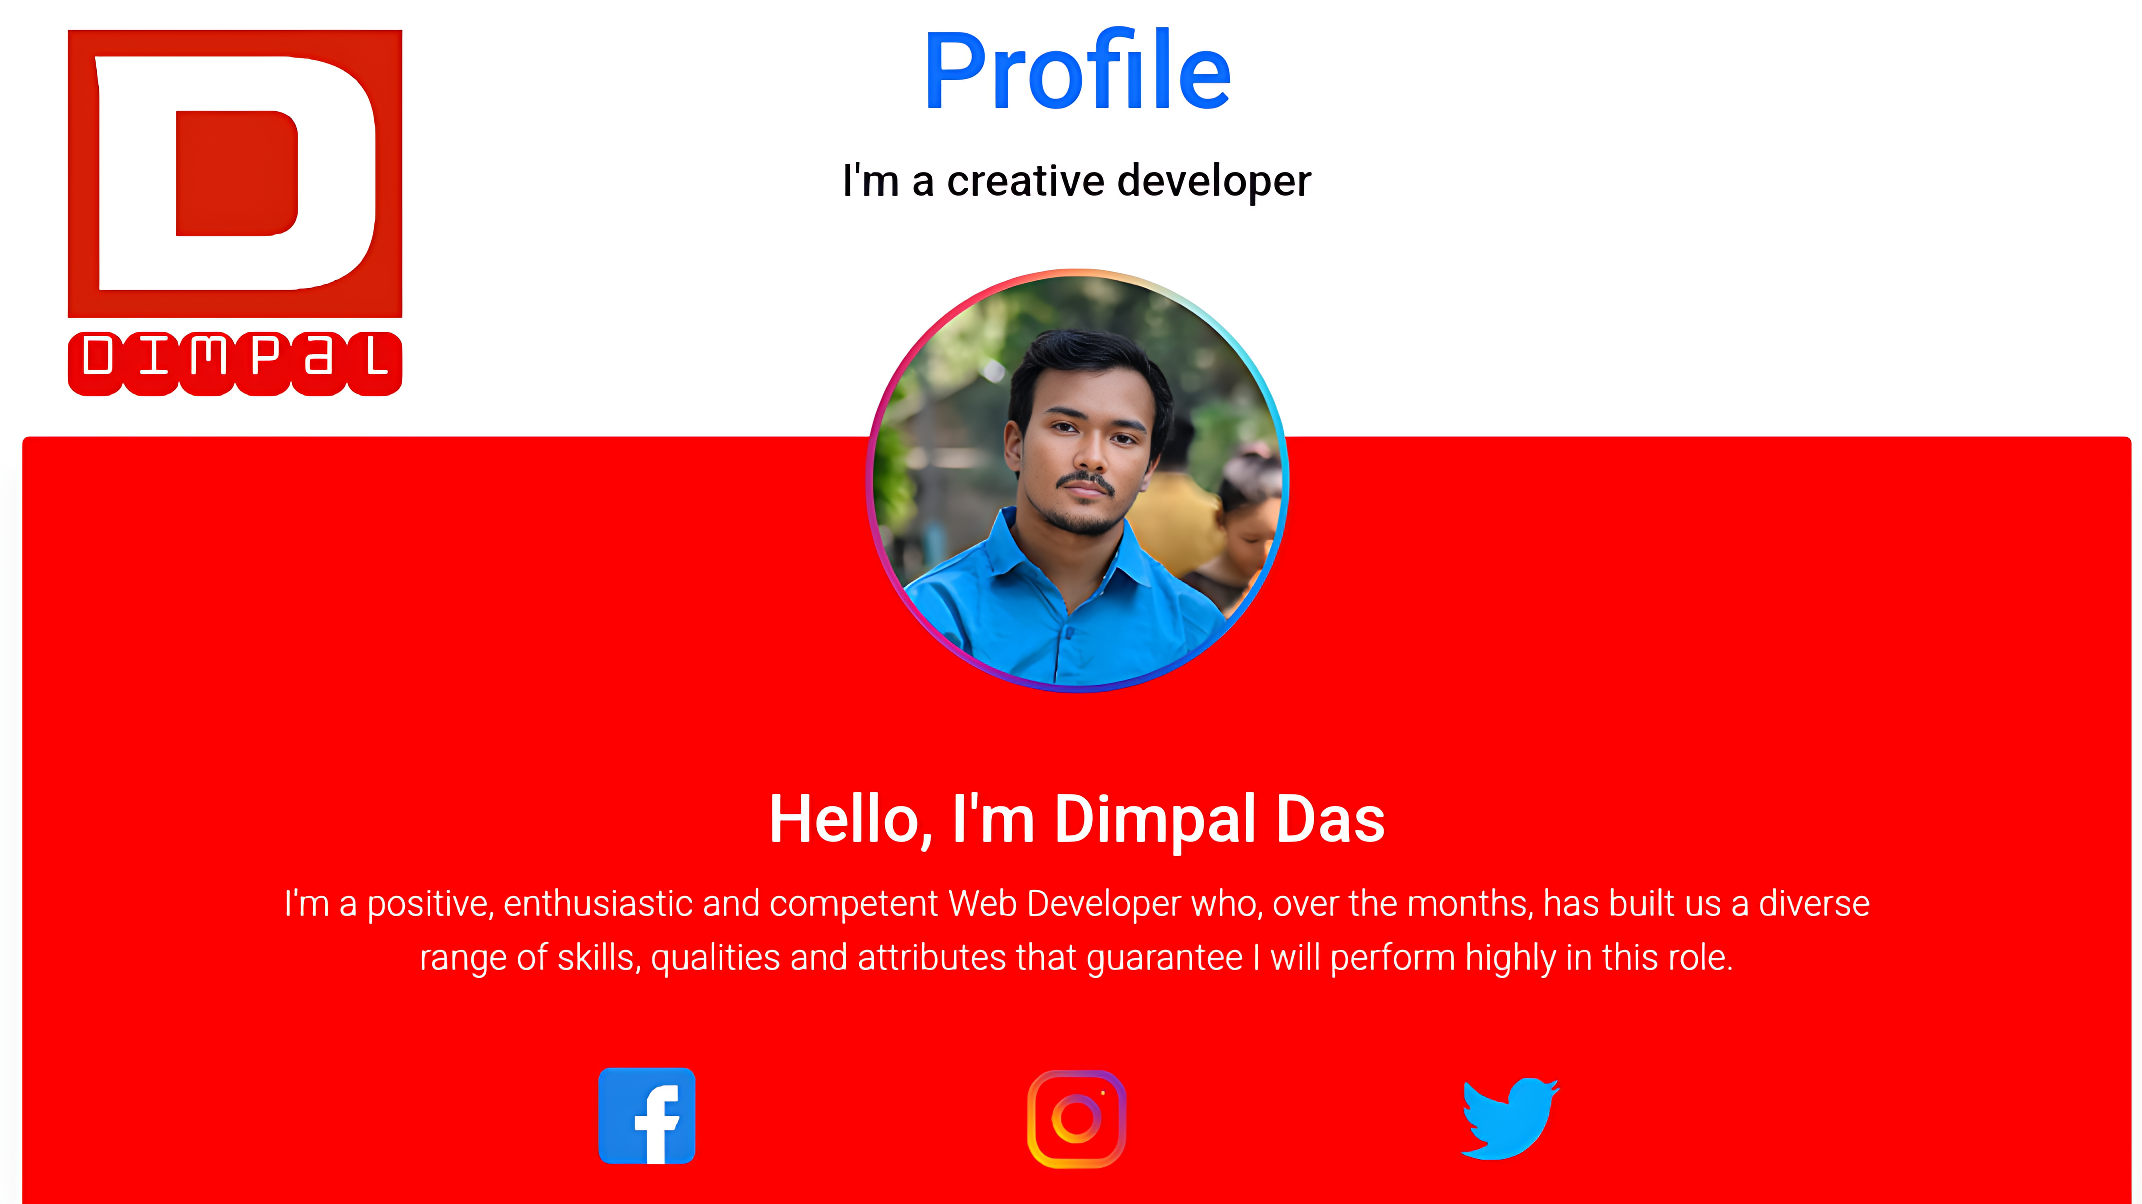 Profile
I'm a creative developer
D
DIMPaL
Hello, I'm Dimpal Das
I'm a positive, enthusiastic and competent Web Developer who, over the months, has built us a diverse
range of skills, qualities and attributes that guarantee I will perform highly in this role.